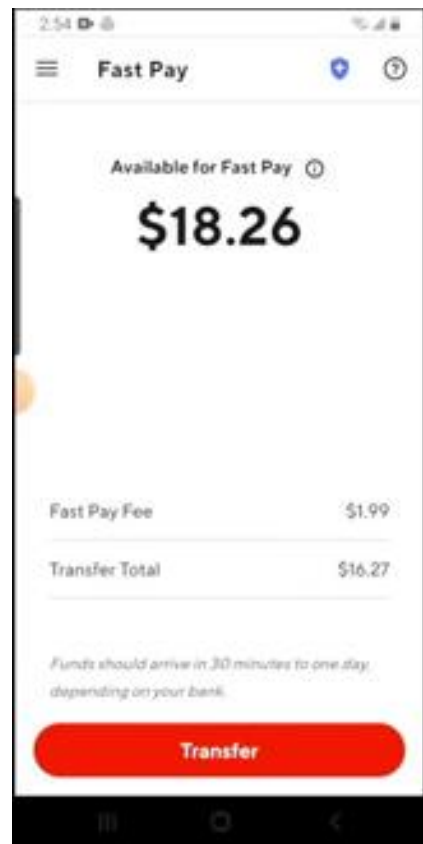 2:54
Fast Pay
Available for Fast Pay
$18.26
Fast Pay Fee $1.99
Transfer Total $16.27
Funds should arrive in 30 minutes to one day,
depending on your bank.
Transfer